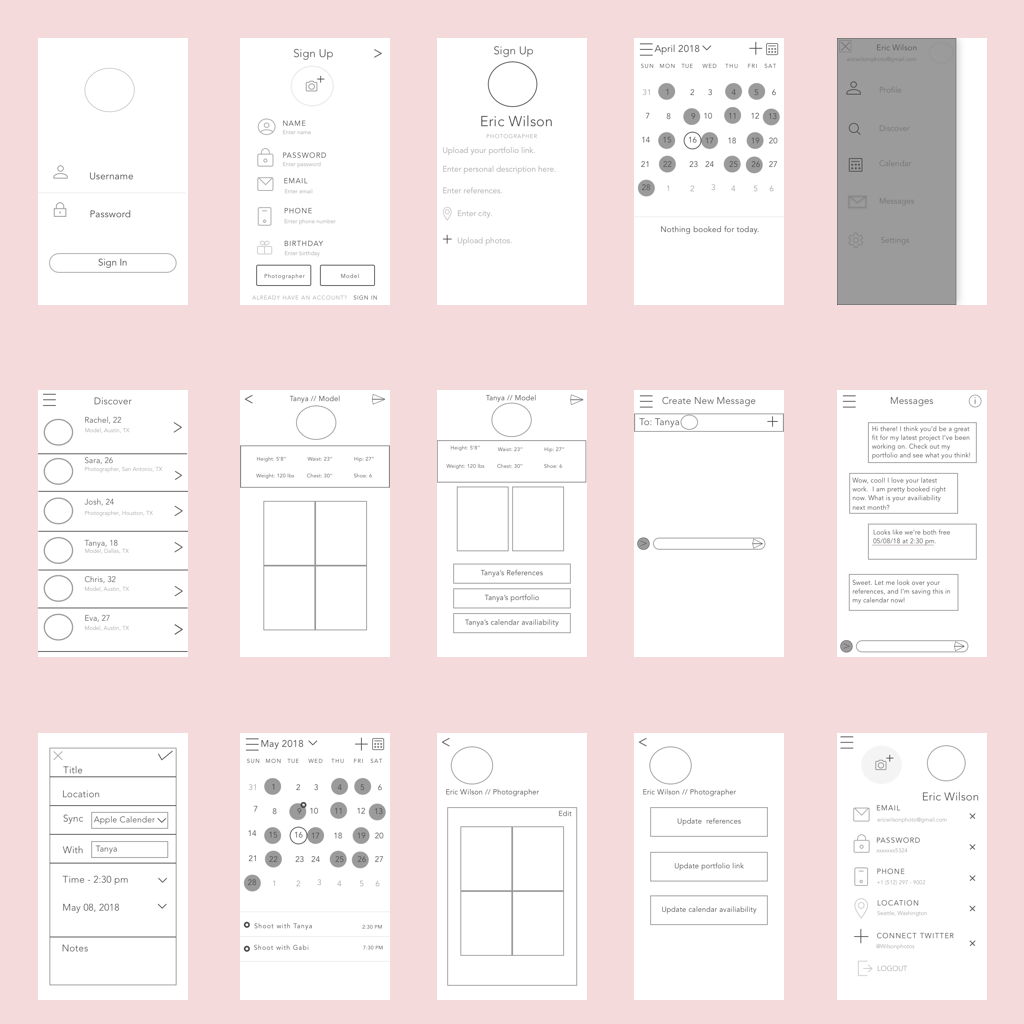 Username
Password
Sign In
Sign Up >
NAME
Enter name
PASSWORD
Enter password
EMAIL
Enter email
PHONE
Enter phone number
BIRTHDAY
Enter birthday
Photographer Model
ALREADY HAVE AN ACCOUNT? SIGN IN
Sign Up
Eric Wilson
PHOTOGRAPHER
Upload your portfolio link.
Enter personal description here.
Enter references.
Enter city.
Upload photos.
April 2018
SUN MON TUE WED THU FRI SAT
31 1 2 3 4 5 6
7 8 9 10 11 12 13
14 15 16 17 18 19 20
21 22 23 24 25 26 27
28 1 2 3 4 5 6
Nothing booked for today.
Eric Wilson
ericwilsonphoto@gmail.com
Profile
Discover
Calendar
Messages
Settings
Discover
Rachel, 22
Model, Austin, TX
Sara, 26
Photographer, San Antonio, TX
Josh, 24
Photographer, Houston, TX
Tanya, 18
Model, Dallas, TX
Chris, 32
Model, Austin, TX
Eva, 27
Model, Austin, TX
Tanya // Model
Height: 5'8" Waist: 23" Hip: 27"
Weight: 120 lbs Chest: 30" Shoe: 6
Tanya // Model
Height: 5'8" Waist: 23" Hip: 27"
Weight: 120 lbs Chest: 30" Shoe: 6
Tanya's References
Tanya's portfolio
Tanya's calendar availiability
Create New Message
To: Tanya
Messages
Hi there! I think you'd be a great
fit for my latest project I've been
working on. Check out my
portfolio and see what you think!
Wow, cool! I love your latest
work. I am pretty booked right
now. What is your availiability
next month?
Looks like we're both free
05/08/18 at 2:30 pm.
Sweet. Let me look over your
references, and I'm saving this in
my calendar now!
Title
Location
Sync Apple Calender
With Tanya
Time - 2:30 pm
May 08, 2018
Notes
May 2018
SUN MON TUE WED THU FRI SAT
31 1 2 3 4 5 6
7 8 9 10 11 12 13
14 15 16 17 18 19 20
21 22 23 24 25 26 27
28 1 2 3 4 5 6
Shoot with Tanya 2:30 PM
Shoot with Gabi 7:30 PM
Eric Wilson // Photographer
Edit
Eric Wilson // Photographer
Update references
Update portfolio link
Update calendar availiability
Eric Wilson
EMAIL
ericwilsonphoto@gmail.com
PASSWORD
xxxxxx5324
PHONE
+1 (512) 297 - 9002
LOCATION
Seattle, Washington
CONNECT TWITTER
@Wilsonphotos
LOGOUT